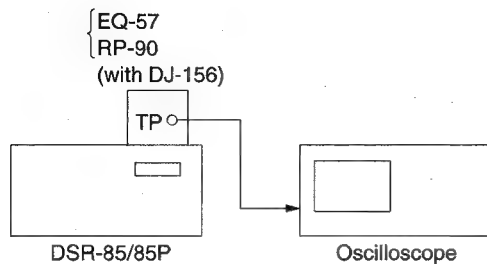 EQ-57
RP-90
(with DJ-156)
TP
DSR-85/85P
Oscilloscope